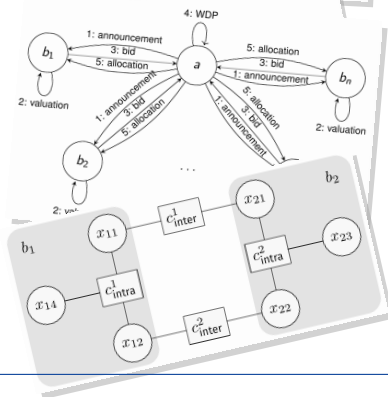 4: WDP
1: announcement
3: bid
5: allocation
b₁
a
5: allocation
3: bid
1: announcement
bₙ
2: valuation
2: valuation
1: announcement
3: bid
5: allocation
5: allocation
3: bid
1: announcement
b₂
...
2:
b₁
x₁₁
c¹inter
x₂₁
b₂
x₁₄
c¹intra
c²intra
x₂₃
x₁₂
c²inter
x₂₂